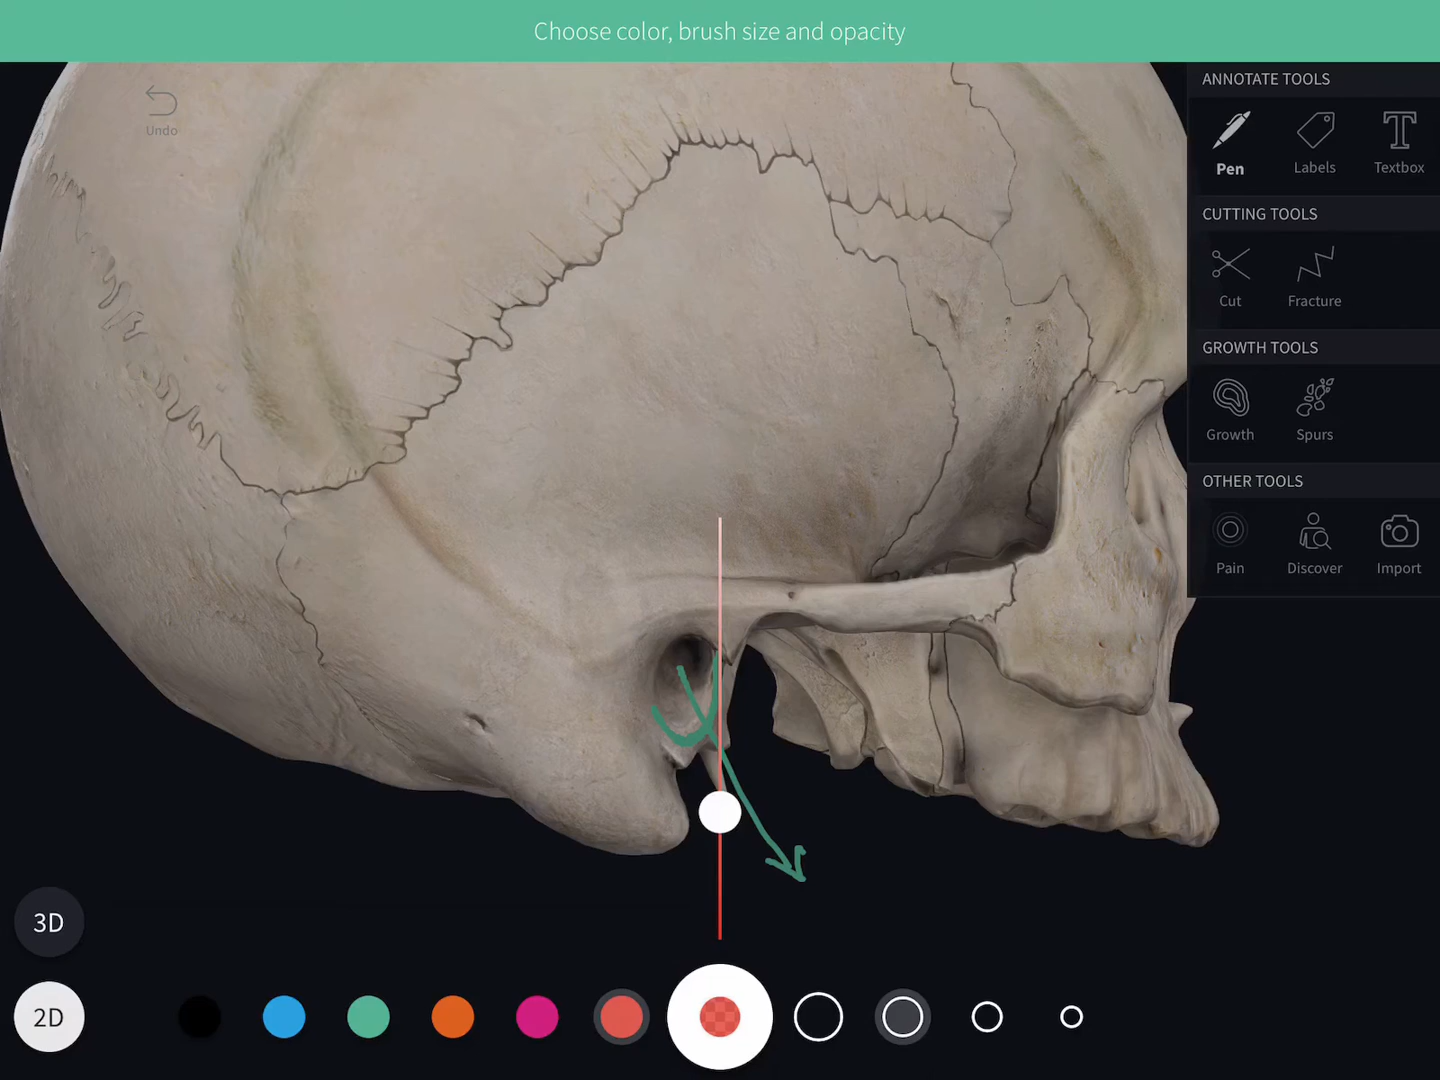 Choose color, brush size and opacity
Undo
ANNOTATE TOOLS
Pen
Labels
Textbox
CUTTING TOOLS
Cut
Fracture
GROWTH TOOLS
Growth
Spurs
OTHER TOOLS
Pain
Discover
Import
3D
2D